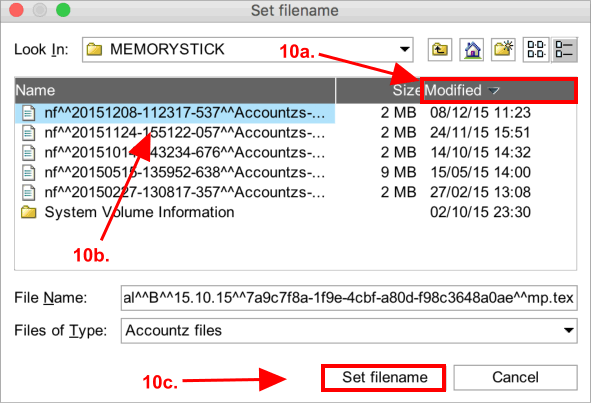 Set filename
Look In: MEMORYSTICK
10a.
Name Size Modified
nf^^20151208-112317-537^^Accountzs-... 2 MB 08/12/15 11:23
nf^^20151124-155122-057^^Accountzs-... 2 MB 24/11/15 15:51
nf^^20151014-143234-676^^Accountzs-... 2 MB 14/10/15 14:32
nf^^20150515-135952-638^^Accountzs-... 9 MB 15/05/15 14:00
nf^^20150227-130817-357^^Accountzs-... 2 MB 27/02/15 13:08
System Volume Information 02/10/15 23:30
10b.
File Name: al^^B^^15.10.15^^7a9c7f8a-1f9e-4cbf-a80d-f98c3648a0ae^^mp.tex
Files of Type: Accountz files
10c. Set filename Cancel